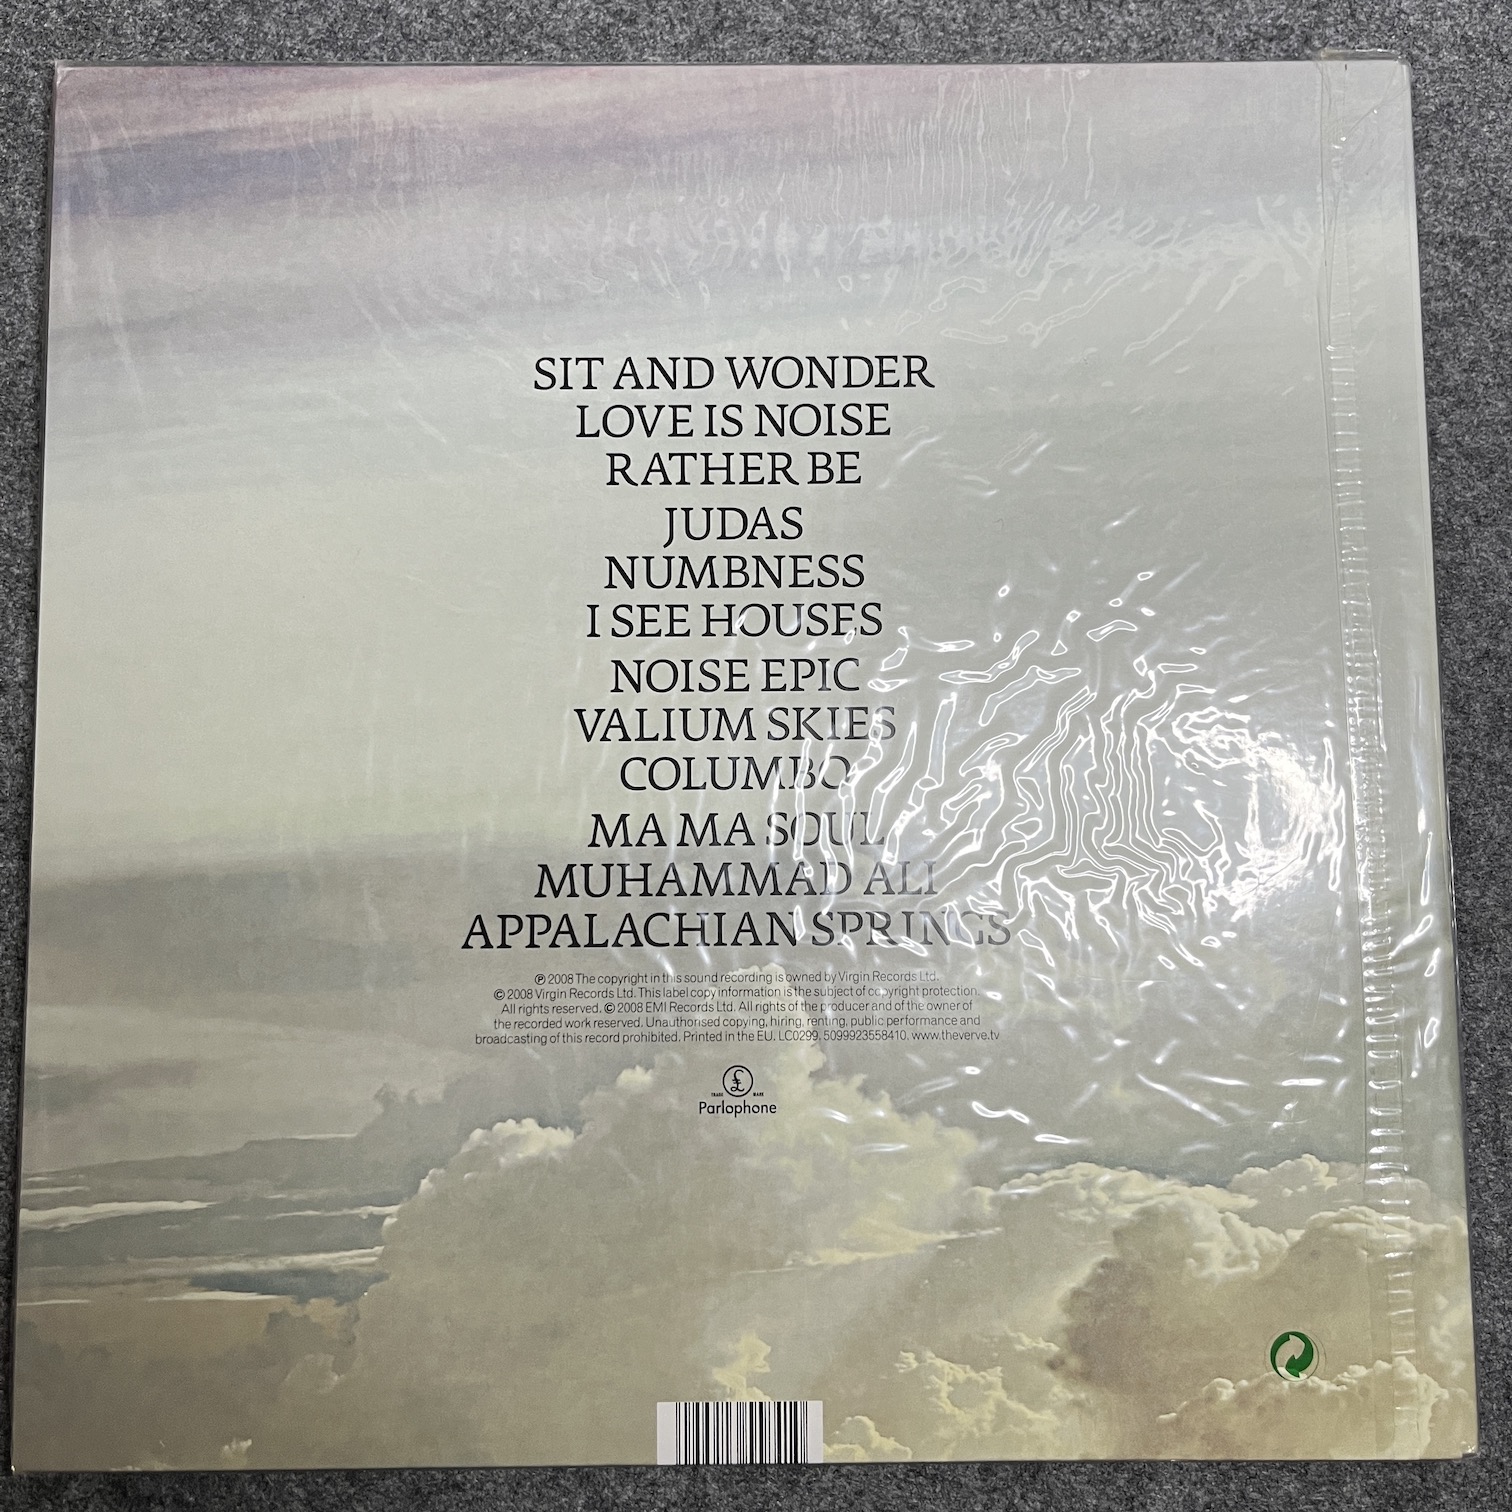 SIT AND WONDER
LOVE IS NOISE
RATHER BE
JUDAS
NUMBNESS
I SEE HOUSES
NOISE EPIC
VALIUM SKIES
COLUMBO
MA MA SOUL
MUHAMMAD ALI
APPALACHIAN SPRINGS
℗ 2008 The copyright in this sound recording is owned by Virgin Records Ltd.
© 2008 Virgin Records Ltd. This label copy information is the subject of copyright protection.
All rights reserved. © 2008 EMI Records Ltd. All rights of the producer and of the owner of
the recorded work reserved. Unauthorised copying, hiring, renting, public performance and
broadcasting of this record prohibited. Printed in the EU. LC0299. 5099923558410. www.theverve.tv
£
TRADE MARK
Parlophone